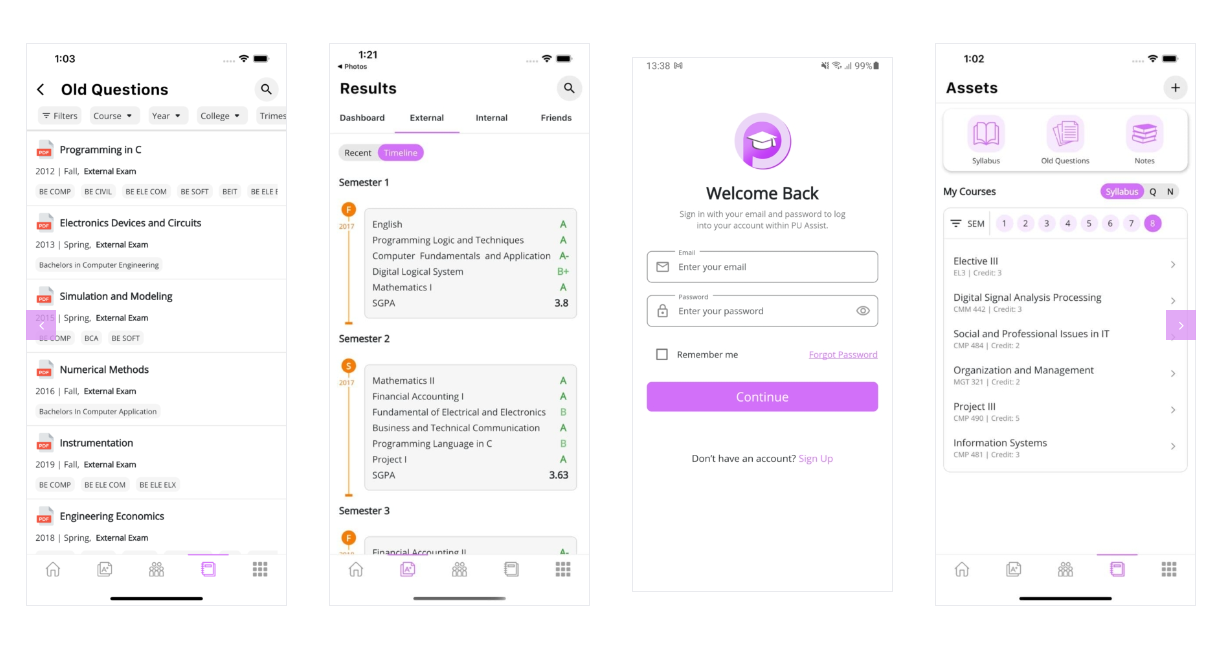 1:03
Old Questions
Filters Course Year College Trimes
Programming in C
2012 | Fall, External Exam
BE COMP BE CIVIL BE ELE COM BE SOFT BEIT BE ELE E
Electronics Devices and Circuits
2013 | Spring, External Exam
Bachelors in Computer Engineering
Simulation and Modeling
2015 | Spring, External Exam
BE COMP BCA BE SOFT
Numerical Methods
2016 | Fall, External Exam
Bachelors In Computer Application
Instrumentation
2019 | Fall, External Exam
BE COMP BE ELE COM BE ELE ELX
Engineering Economics
2018 | Spring, External Exam
1:21
Photos
Results
Dashboard External Internal Friends
Recent Timeline
Semester 1
F
2017
English A
Programming Logic and Techniques A
Computer Fundamentals and Application A-
Digital Logical System B+
Mathematics I A
SGPA 3.8
Semester 2
S
2017
Mathematics II A
Financial Accounting I A
Fundamental of Electrical and Electronics B
Business and Technical Communication A
Programming Language in C B
Project I A
SGPA 3.63
Semester 3
F
Financial Accounting II A-
13:38 99%
Welcome Back
Sign in with your email and password to log
into your account within PU Assist.
Email
Enter your email
Password
Enter your password
Remember me Forgot Password
Continue
Don't have an account? Sign Up
1:02
Assets
Syllabus Old Questions Notes
My Courses Syllabus Q N
SEM 1 2 3 4 5 6 7 8
Elective III
EL3 | Credit: 3
Digital Signal Analysis Processing
CMM 442 | Credit: 3
Social and Professional Issues in IT
CMP 484 | Credit: 2
Organization and Management
MGT 321 | Credit: 2
Project III
CMP 490 | Credit: 5
Information Systems
CMP 481 | Credit: 3